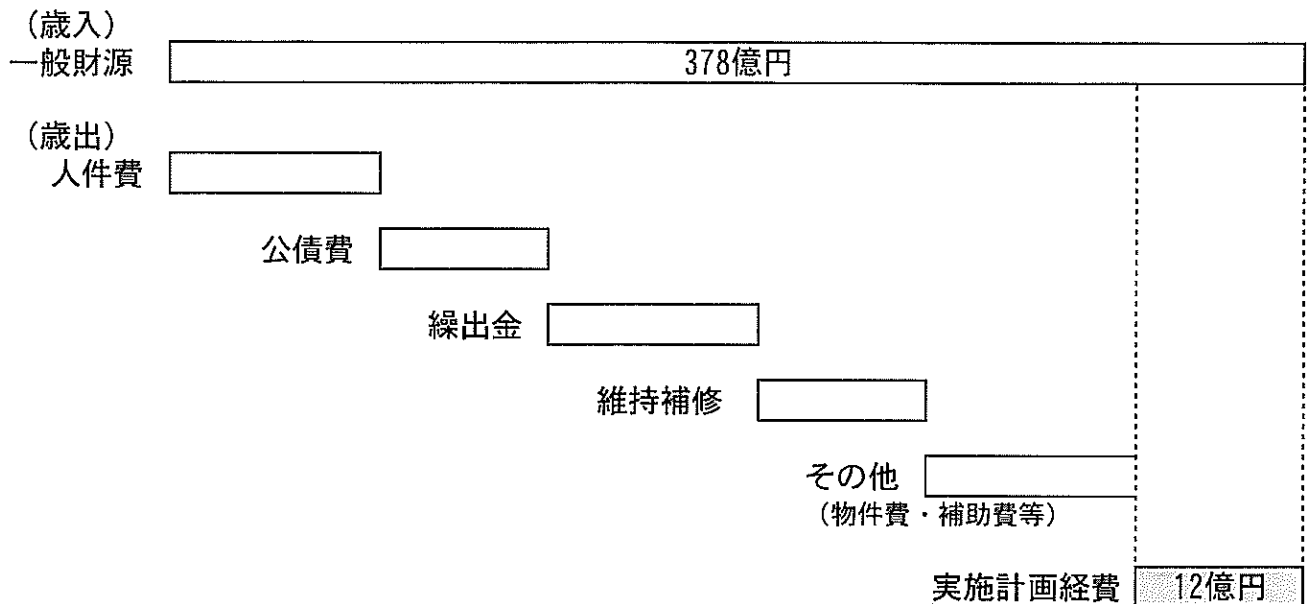 (歳入)
一般財源
378億円
(歳出)
人件費
公債費
繰出金
維持補修
その他
(物件費・補助費等)
実施計画経費
12億円